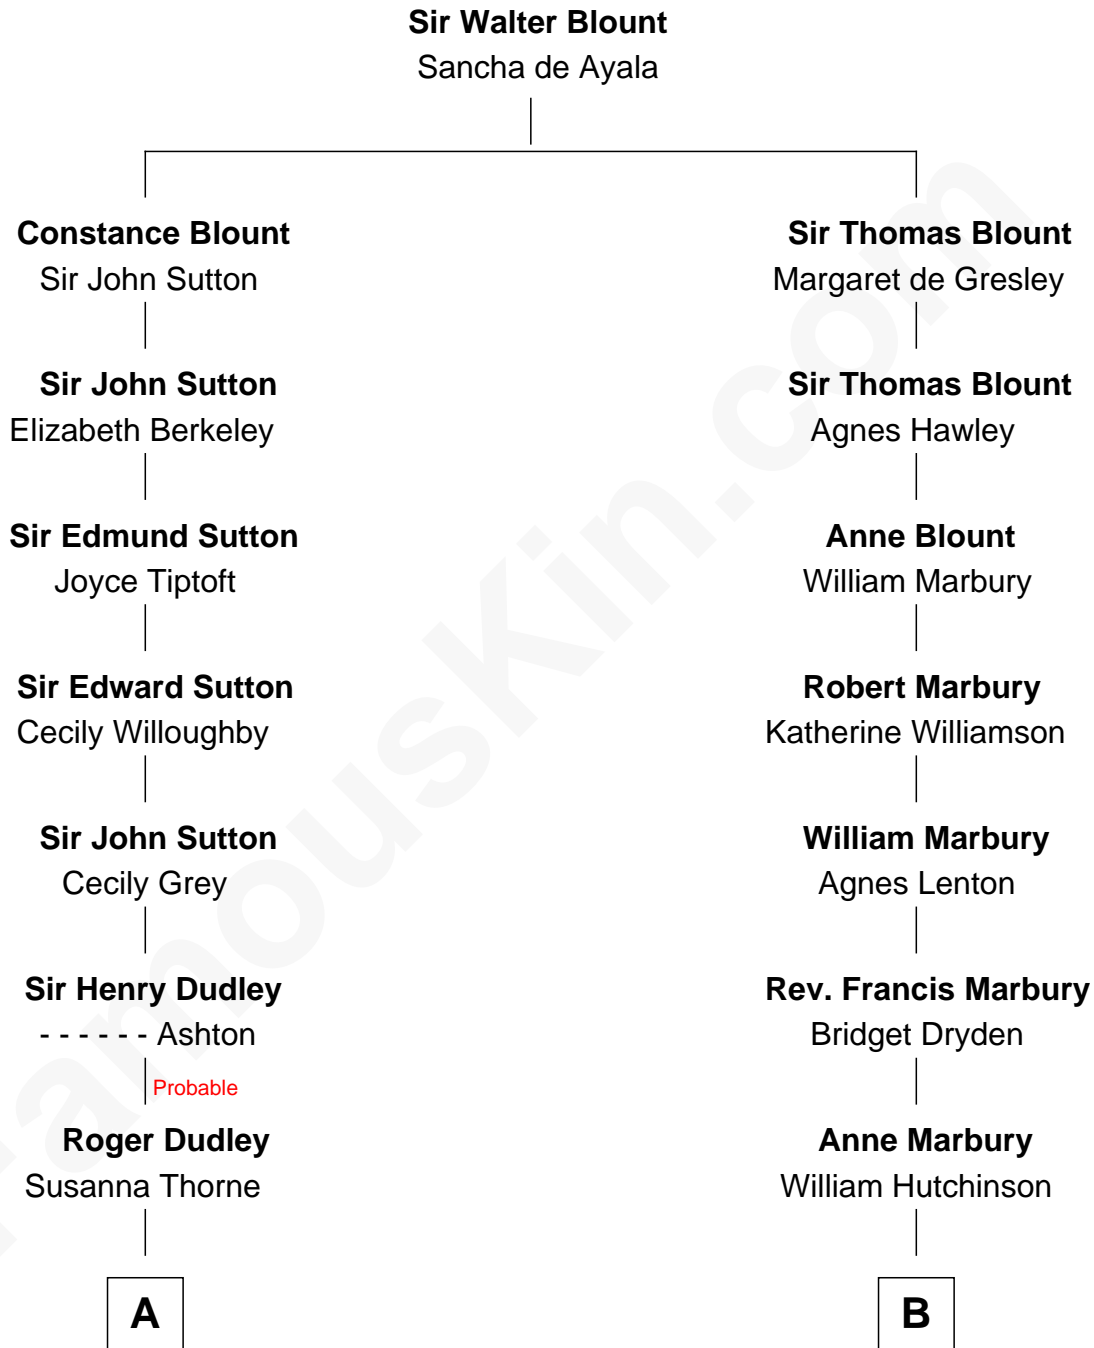 Sir Walter Blount
Sancha de Ayala
Constance Blount
Sir John Sutton
Sir Thomas Blount
Margaret de Gresley
Sir John Sutton
Elizabeth Berkeley
Sir Thomas Blount
Agnes Hawley
Sir Edmund Sutton
Joyce Tiptoft
Anne Blount
William Marbury
Sir Edward Sutton
Cecily Willoughby
Robert Marbury
Katherine Williamson
Sir John Sutton
Cecily Grey
William Marbury
Agnes Lenton
Sir Henry Dudley
- - - - - - Ashton
Probable
Rev. Francis Marbury
Bridget Dryden
Roger Dudley
Susanna Thorne
Anne Marbury
William Hutchinson
A
B
FamousKin.com